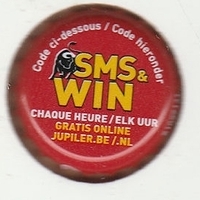 Code ci-dessous / Code hieronder
SMS &
WIN
CHAQUE HEURE / ELK UUR
GRATIS ONLINE
JUPILER.BE / .NL